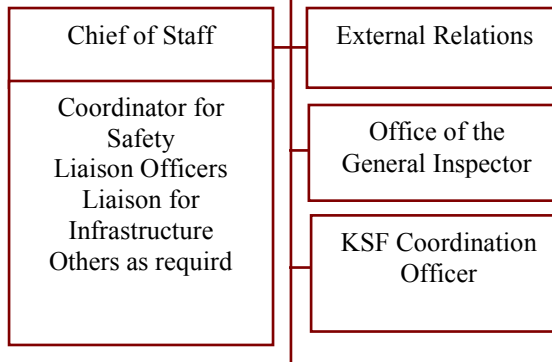 Chief of Staff
Coordinator for
Safety
Liaison Officers
Liaison for
Infrastructure
Others as requird
External Relations
Office of the
General Inspector
KSF Coordination
Officer